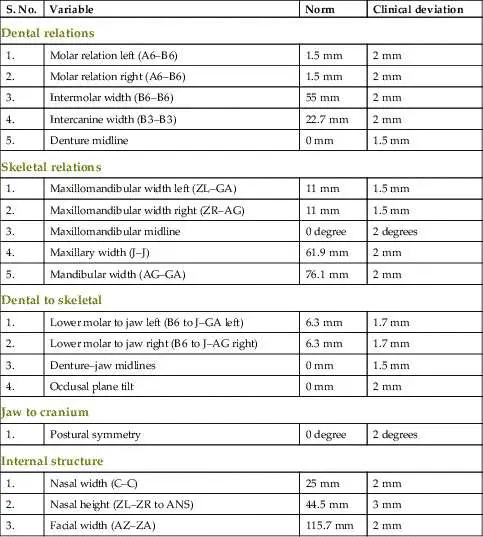 S. No. Variable Norm Clinical deviation
Dental relations
1. Molar relation left (A6–B6) 1.5 mm 2 mm
2. Molar relation right (A6–B6) 1.5 mm 2 mm
3. Intermolar width (B6–B6) 55 mm 2 mm
4. Intercanine width (B3–B3) 22.7 mm 2 mm
5. Denture midline 0 mm 1.5 mm
Skeletal relations
1. Maxillomandibular width left (ZL–GA) 11 mm 1.5 mm
2. Maxillomandibular width right (ZR–AG) 11 mm 1.5 mm
3. Maxillomandibular midline 0 degree 2 degrees
4. Maxillary width (J–J) 61.9 mm 2 mm
5. Mandibular width (AG–GA) 76.1 mm 2 mm
Dental to skeletal
1. Lower molar to jaw left (B6 to J–GA left) 6.3 mm 1.7 mm
2. Lower molar to jaw right (B6 to J–AG right) 6.3 mm 1.7 mm
3. Denture–jaw midlines 0 mm 1.5 mm
4. Occlusal plane tilt 0 mm 2 mm
Jaw to cranium
1. Postural symmetry 0 degree 2 degrees
Internal structure
1. Nasal width (C–C) 25 mm 2 mm
2. Nasal height (ZL–ZR to ANS) 44.5 mm 3 mm
3. Facial width (AZ–ZA) 115.7 mm 2 mm